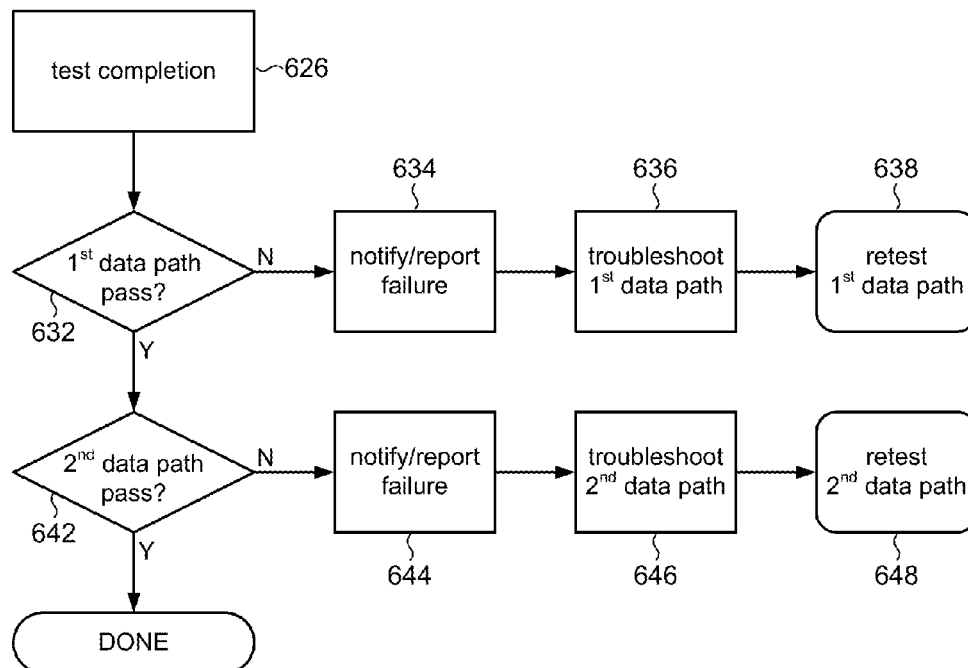 test completion
626
634
636
638
1st data path
pass?
N
notify/report
failure
troubleshoot
1st data path
retest
1st data path
632
Y
2nd data path
pass?
N
notify/report
failure
troubleshoot
2nd data path
retest
2nd data path
642
Y
644
646
648
DONE